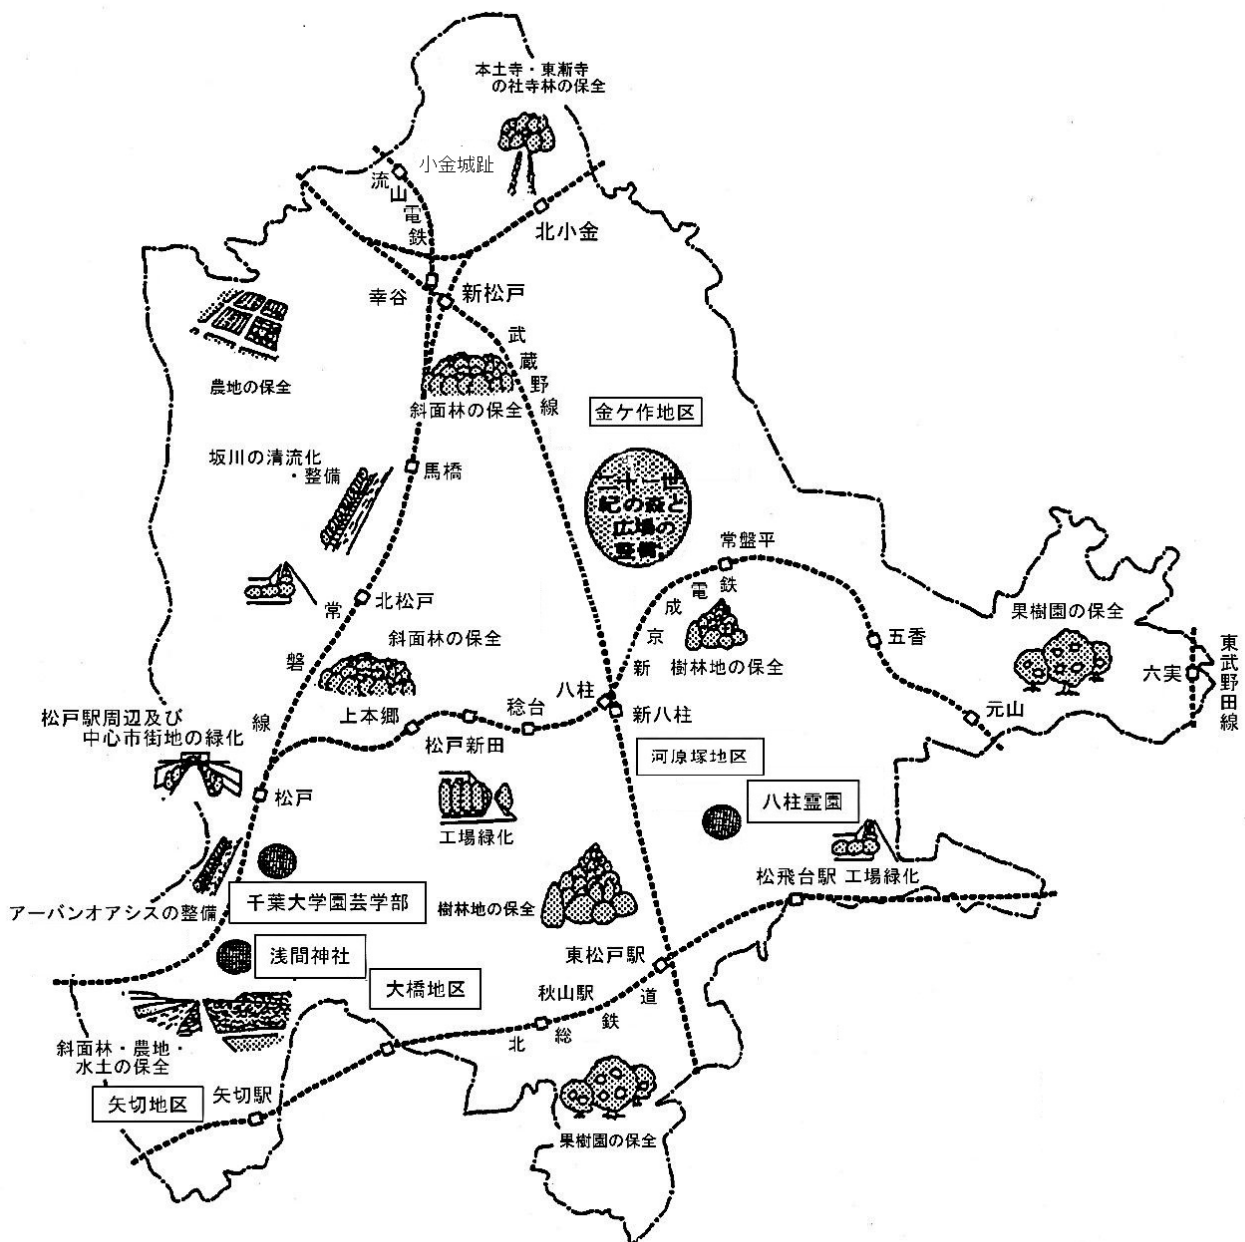 本土寺・東漸寺
の社寺林の保全
小金城趾
流山電鉄
北小金
幸谷
新松戸
武蔵野線
農地の保全
斜面林の保全
金ケ作地区
坂川の清流化
・整備
馬橋
二十一世
紀の森と
広場の
整備
常盤平
北松戸
常磐線
新京成電鉄
果樹園の保全
斜面林の保全
五香
樹林地の保全
六実
東武野田線
八柱
松戸駅周辺及び
中心市街地の緑化
上本郷
稔台
新八柱
元山
松戸新田
河原塚地区
松戸
八柱霊園
工場緑化
松飛台駅
工場緑化
千葉大学園芸学部
アーバンオアシスの整備
樹林地の保全
浅間神社
東松戸駅
大橋地区
秋山駅
北総鉄道
斜面林・農地・
水土の保全
矢切地区
矢切駅
果樹園の保全